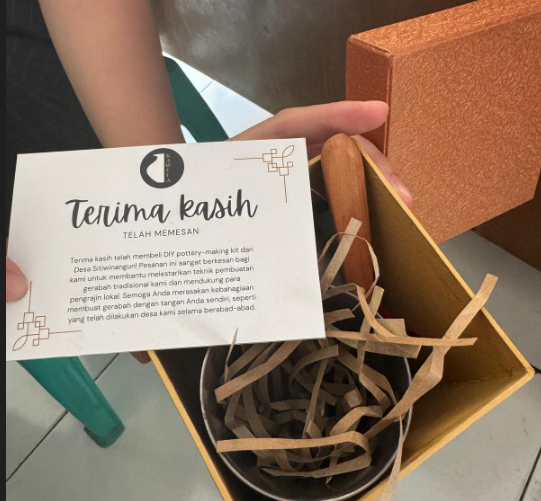 Terima kasih
TELAH MEMESAN
Terima kasih telah membeli DIY pottery-making kit dari
Desa Sitiwinangun! Pesanan ini sangat berkesan bagi
kami untuk membantu melestarikan teknik pembuatan
gerabah tradisional kami dan mendukung para
pengrajin lokal. Semoga Anda merasakan kebahagiaan
membuat gerabah dengan tangan Anda sendiri, seperti
yang telah dilakukan desa kami selama berabad-abad.